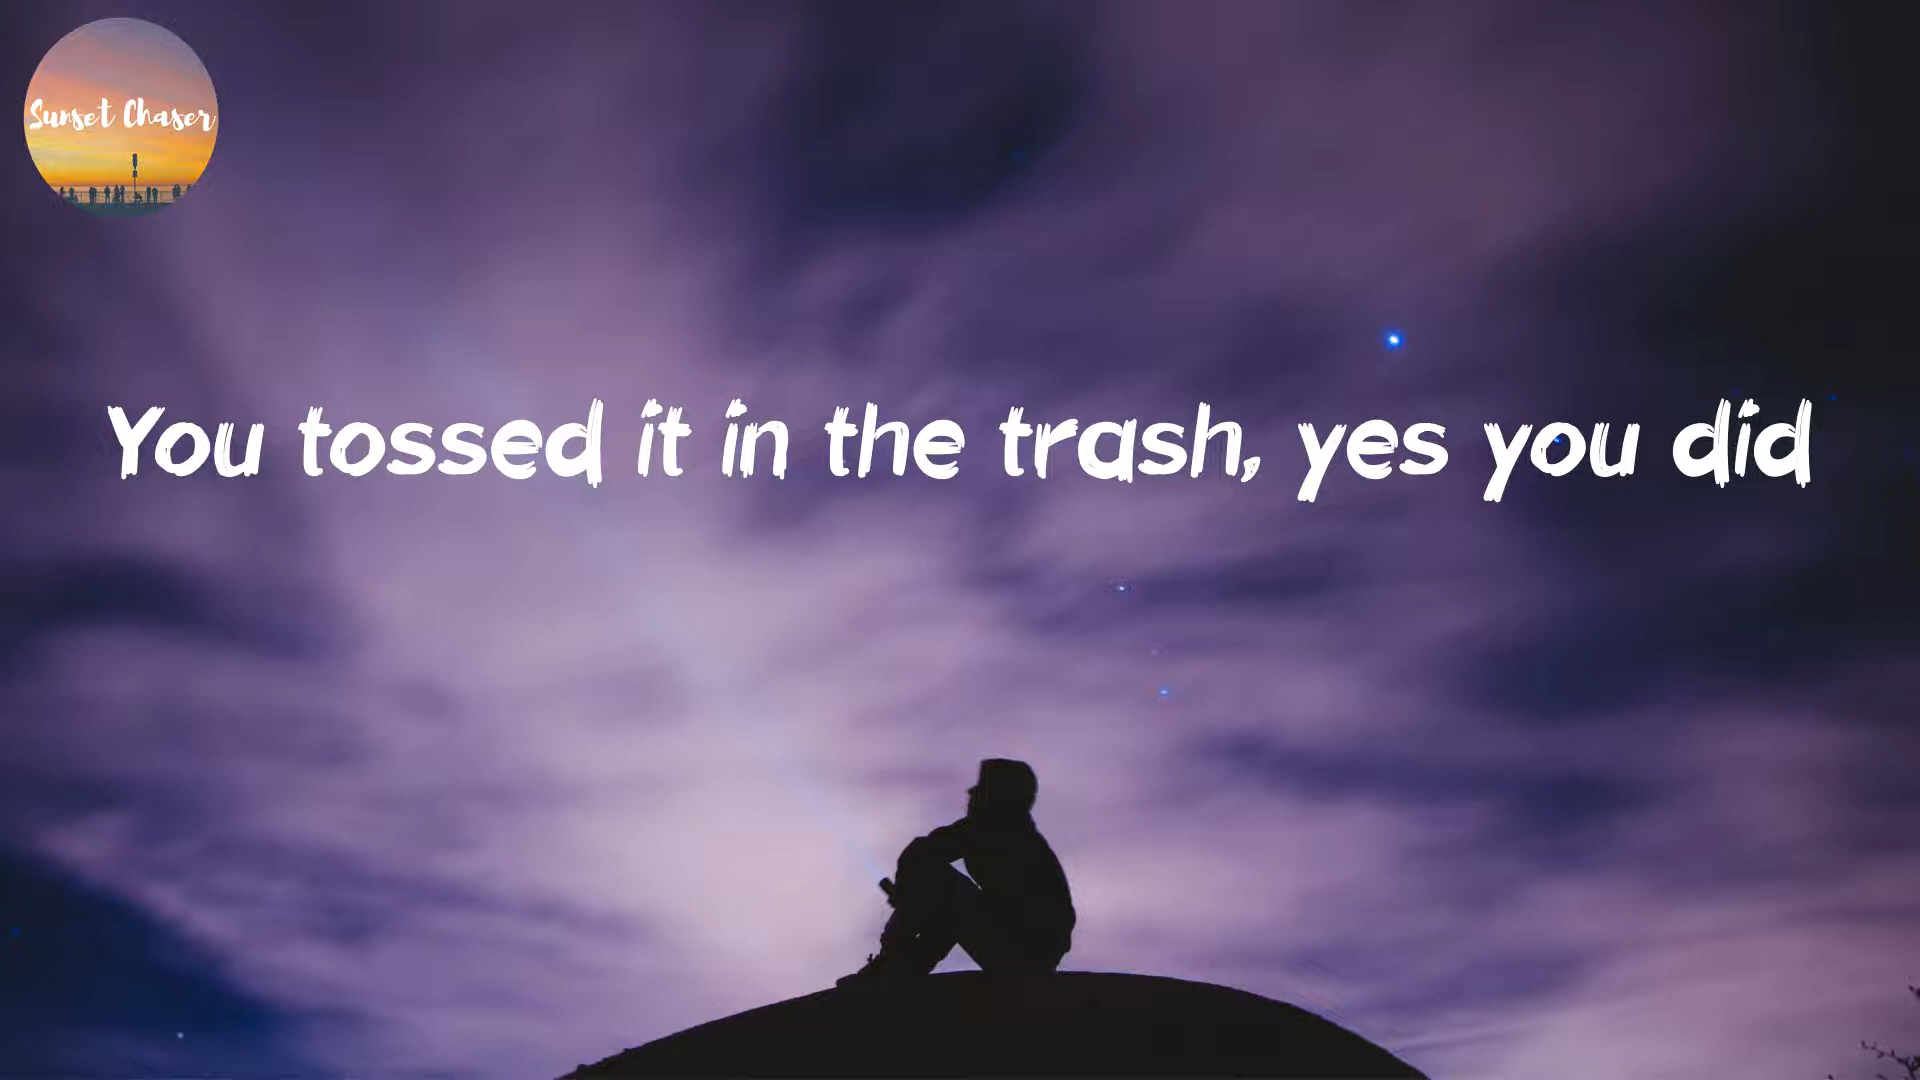 Sunset Chaser
You tossed it in the trash, yes you did